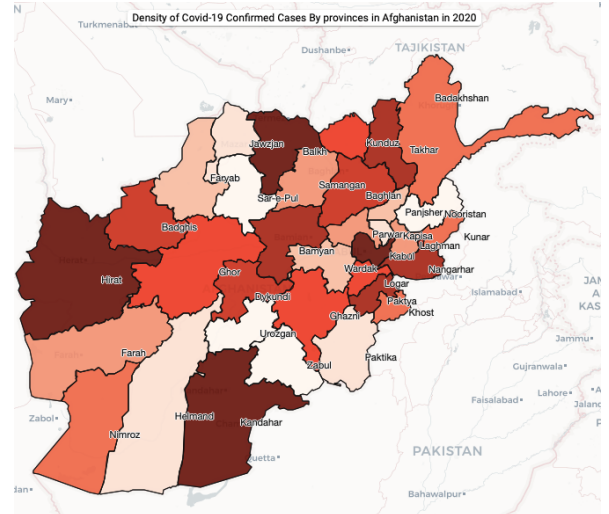 Density of Covid-19 Confirmed Cases By provinces in Afghanistan in 2020
Turkmenabat
Dushanbe
TAJIKISTAN
Mary
Badakhshan
Jawzjan
Balkh
Kunduz
Takhar
Faryab
Samangan
Sar-e-Pul
Baghlan
Panjsher
Nooristan
Badghis
Parwan
Kapisa
Kunar
Laghman
Bamyan
Kabul
Hirat
Ghor
Wardak
Nangarhar
Logar
Islamabad
Dykundi
Paktya
Ghazni
Khost
Urozgan
Jammu
Farah
Zabul
Paktika
Gujranwala
Lahore
Faisalabad
Zabol
Helmand
Kandahar
Nimroz
PAKISTAN
Quetta
Bahawalpur